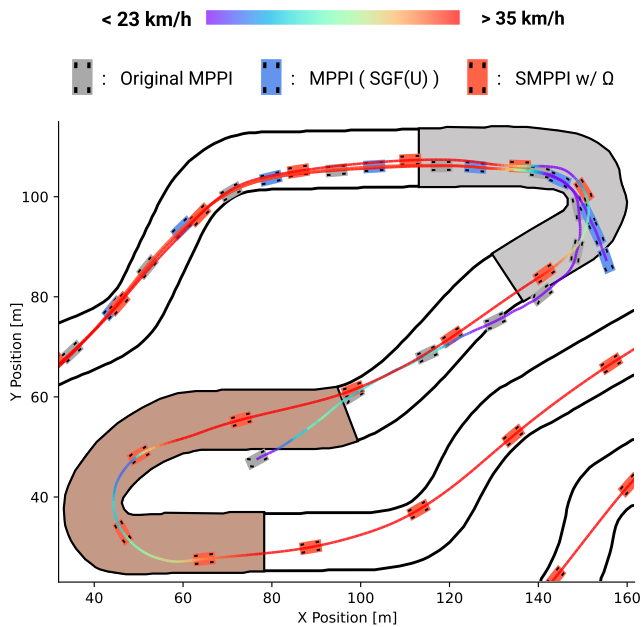 < 23 km/h > 35 km/h
: Original MPPI : MPPI ( SGF(U) ) : SMPPI w/ Ω
100
80
60
40
Y Position [m]
40 60 80 100 120 140 160
X Position [m]